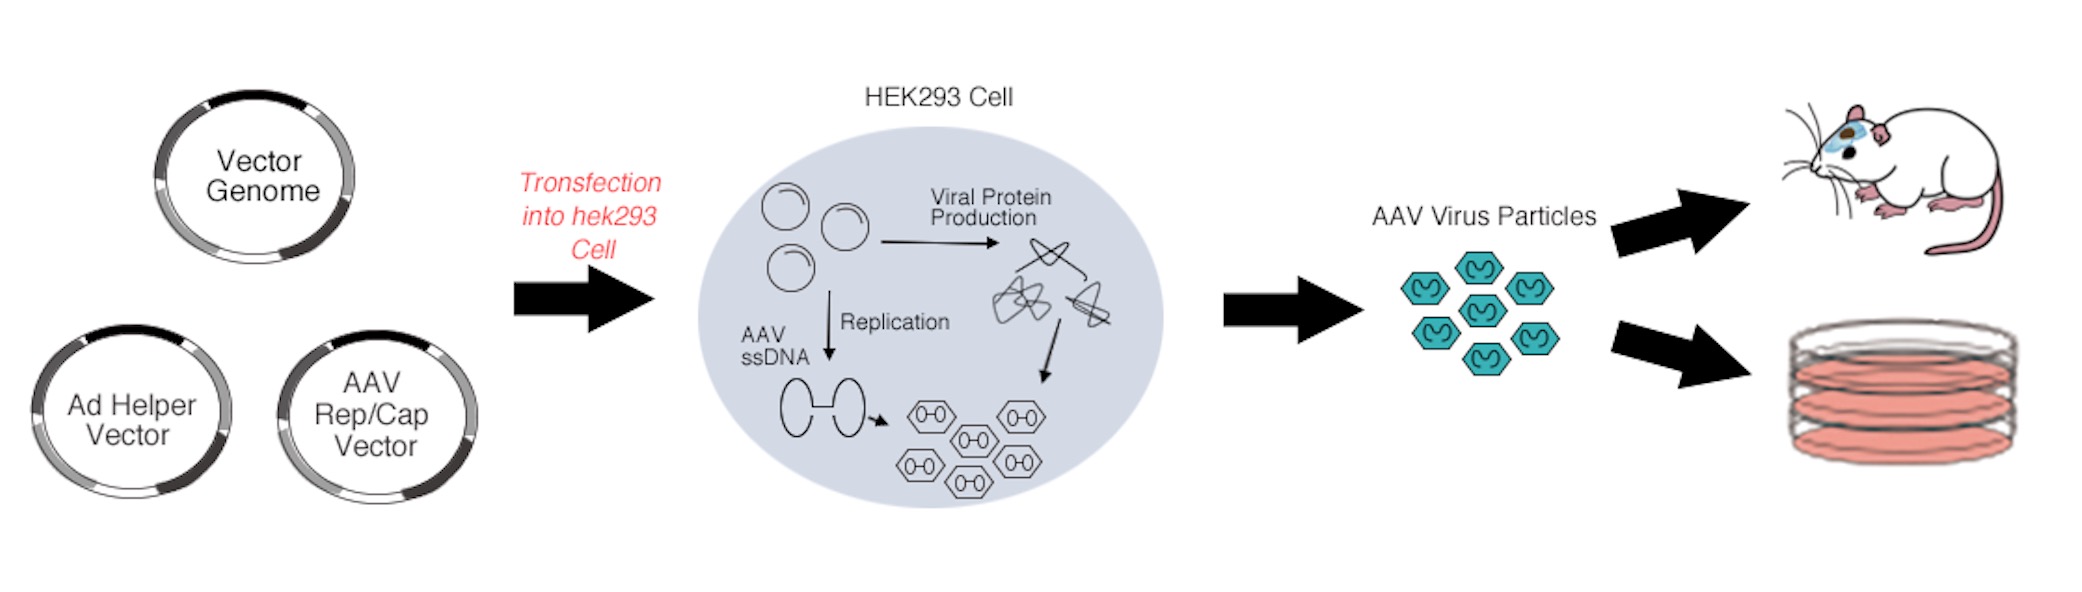 Vector
Genome
Ad Helper
Vector
AAV
Rep/Cap
Vector
Tronsfection
into hek293
Cell
HEK293 Cell
Viral Protein
Production
Replication
AAV
ssDNA
AAV Virus Particles